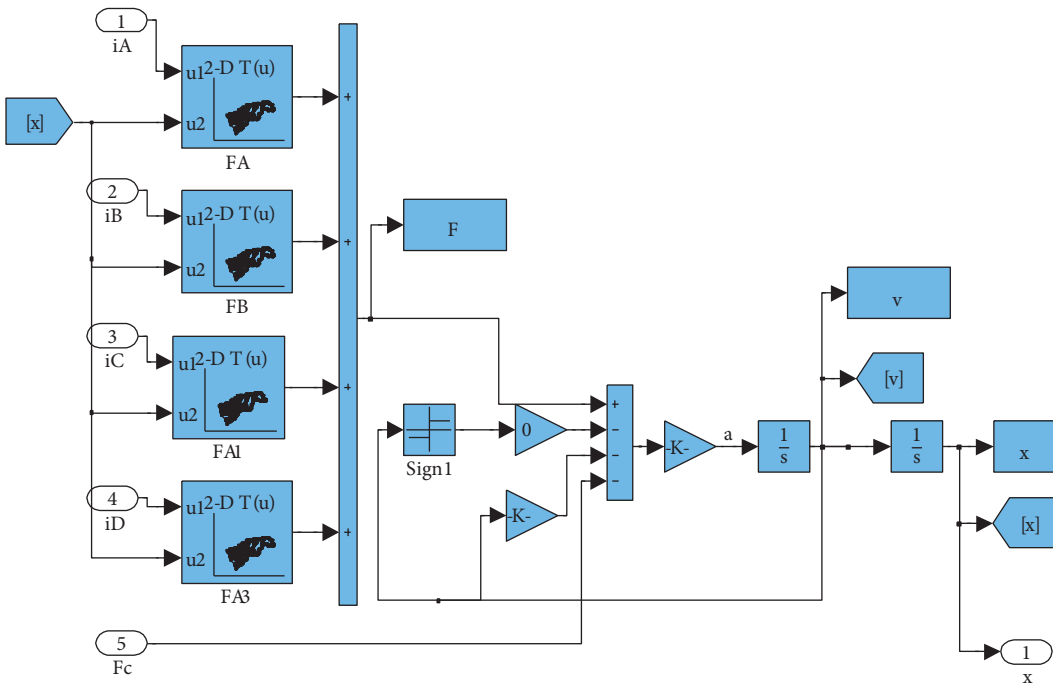 1
iA
[x]
u1
2-D T(u)
u2
FA
+
2
iB
u1
2-D T(u)
u2
FB
+
F
3
iC
u1
2-D T(u)
u2
FA1
+
4
iD
u1
2-D T(u)
u2
FA3
+
5
Fc
Sign1
0
-K-
+
−
−
−
-K-
a
1
s
v
[v]
1
s
x
[x]
1
x